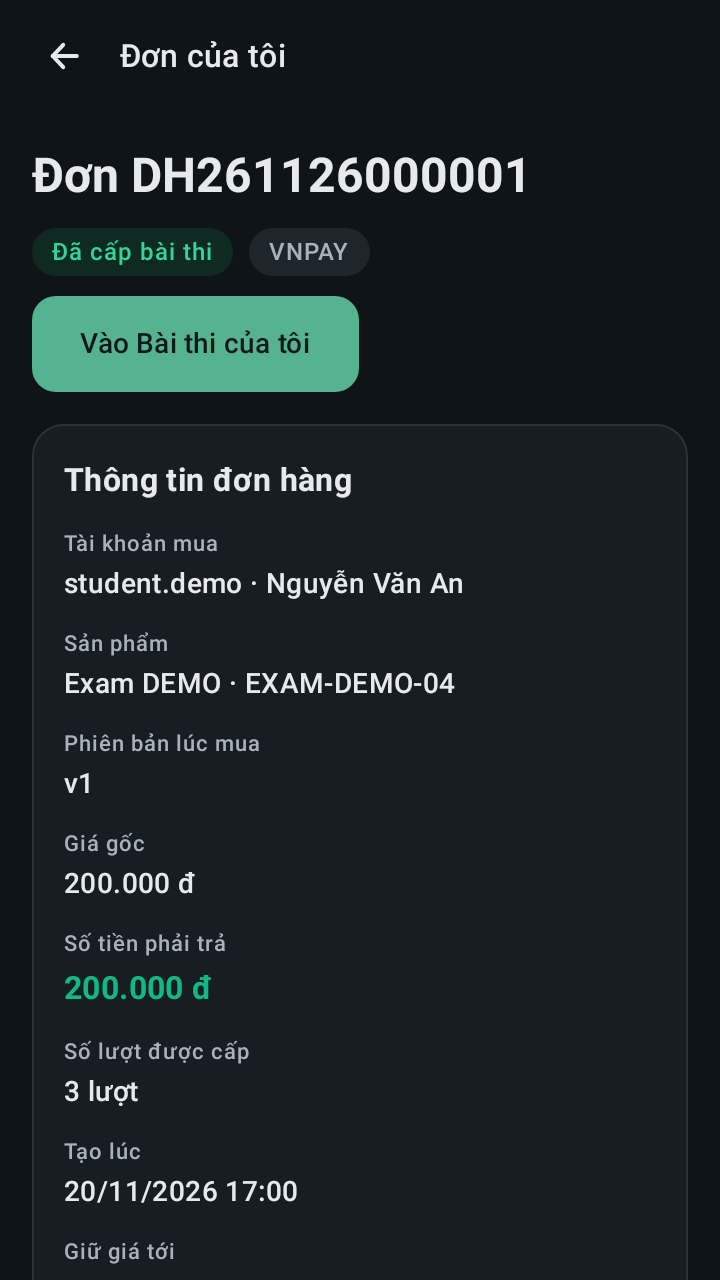 Đơn của tôi
Đơn DH261126000001
Đã cấp bài thi VNPAY
Vào Bài thi của tôi
Thông tin đơn hàng
Tài khoản mua
student.demo · Nguyễn Văn An
Sản phẩm
Exam DEMO · EXAM-DEMO-04
Phiên bản lúc mua
v1
Giá gốc
200.000 đ
Số tiền phải trả
200.000 đ
Số lượt được cấp
3 lượt
Tạo lúc
20/11/2026 17:00
Giữ giá tới